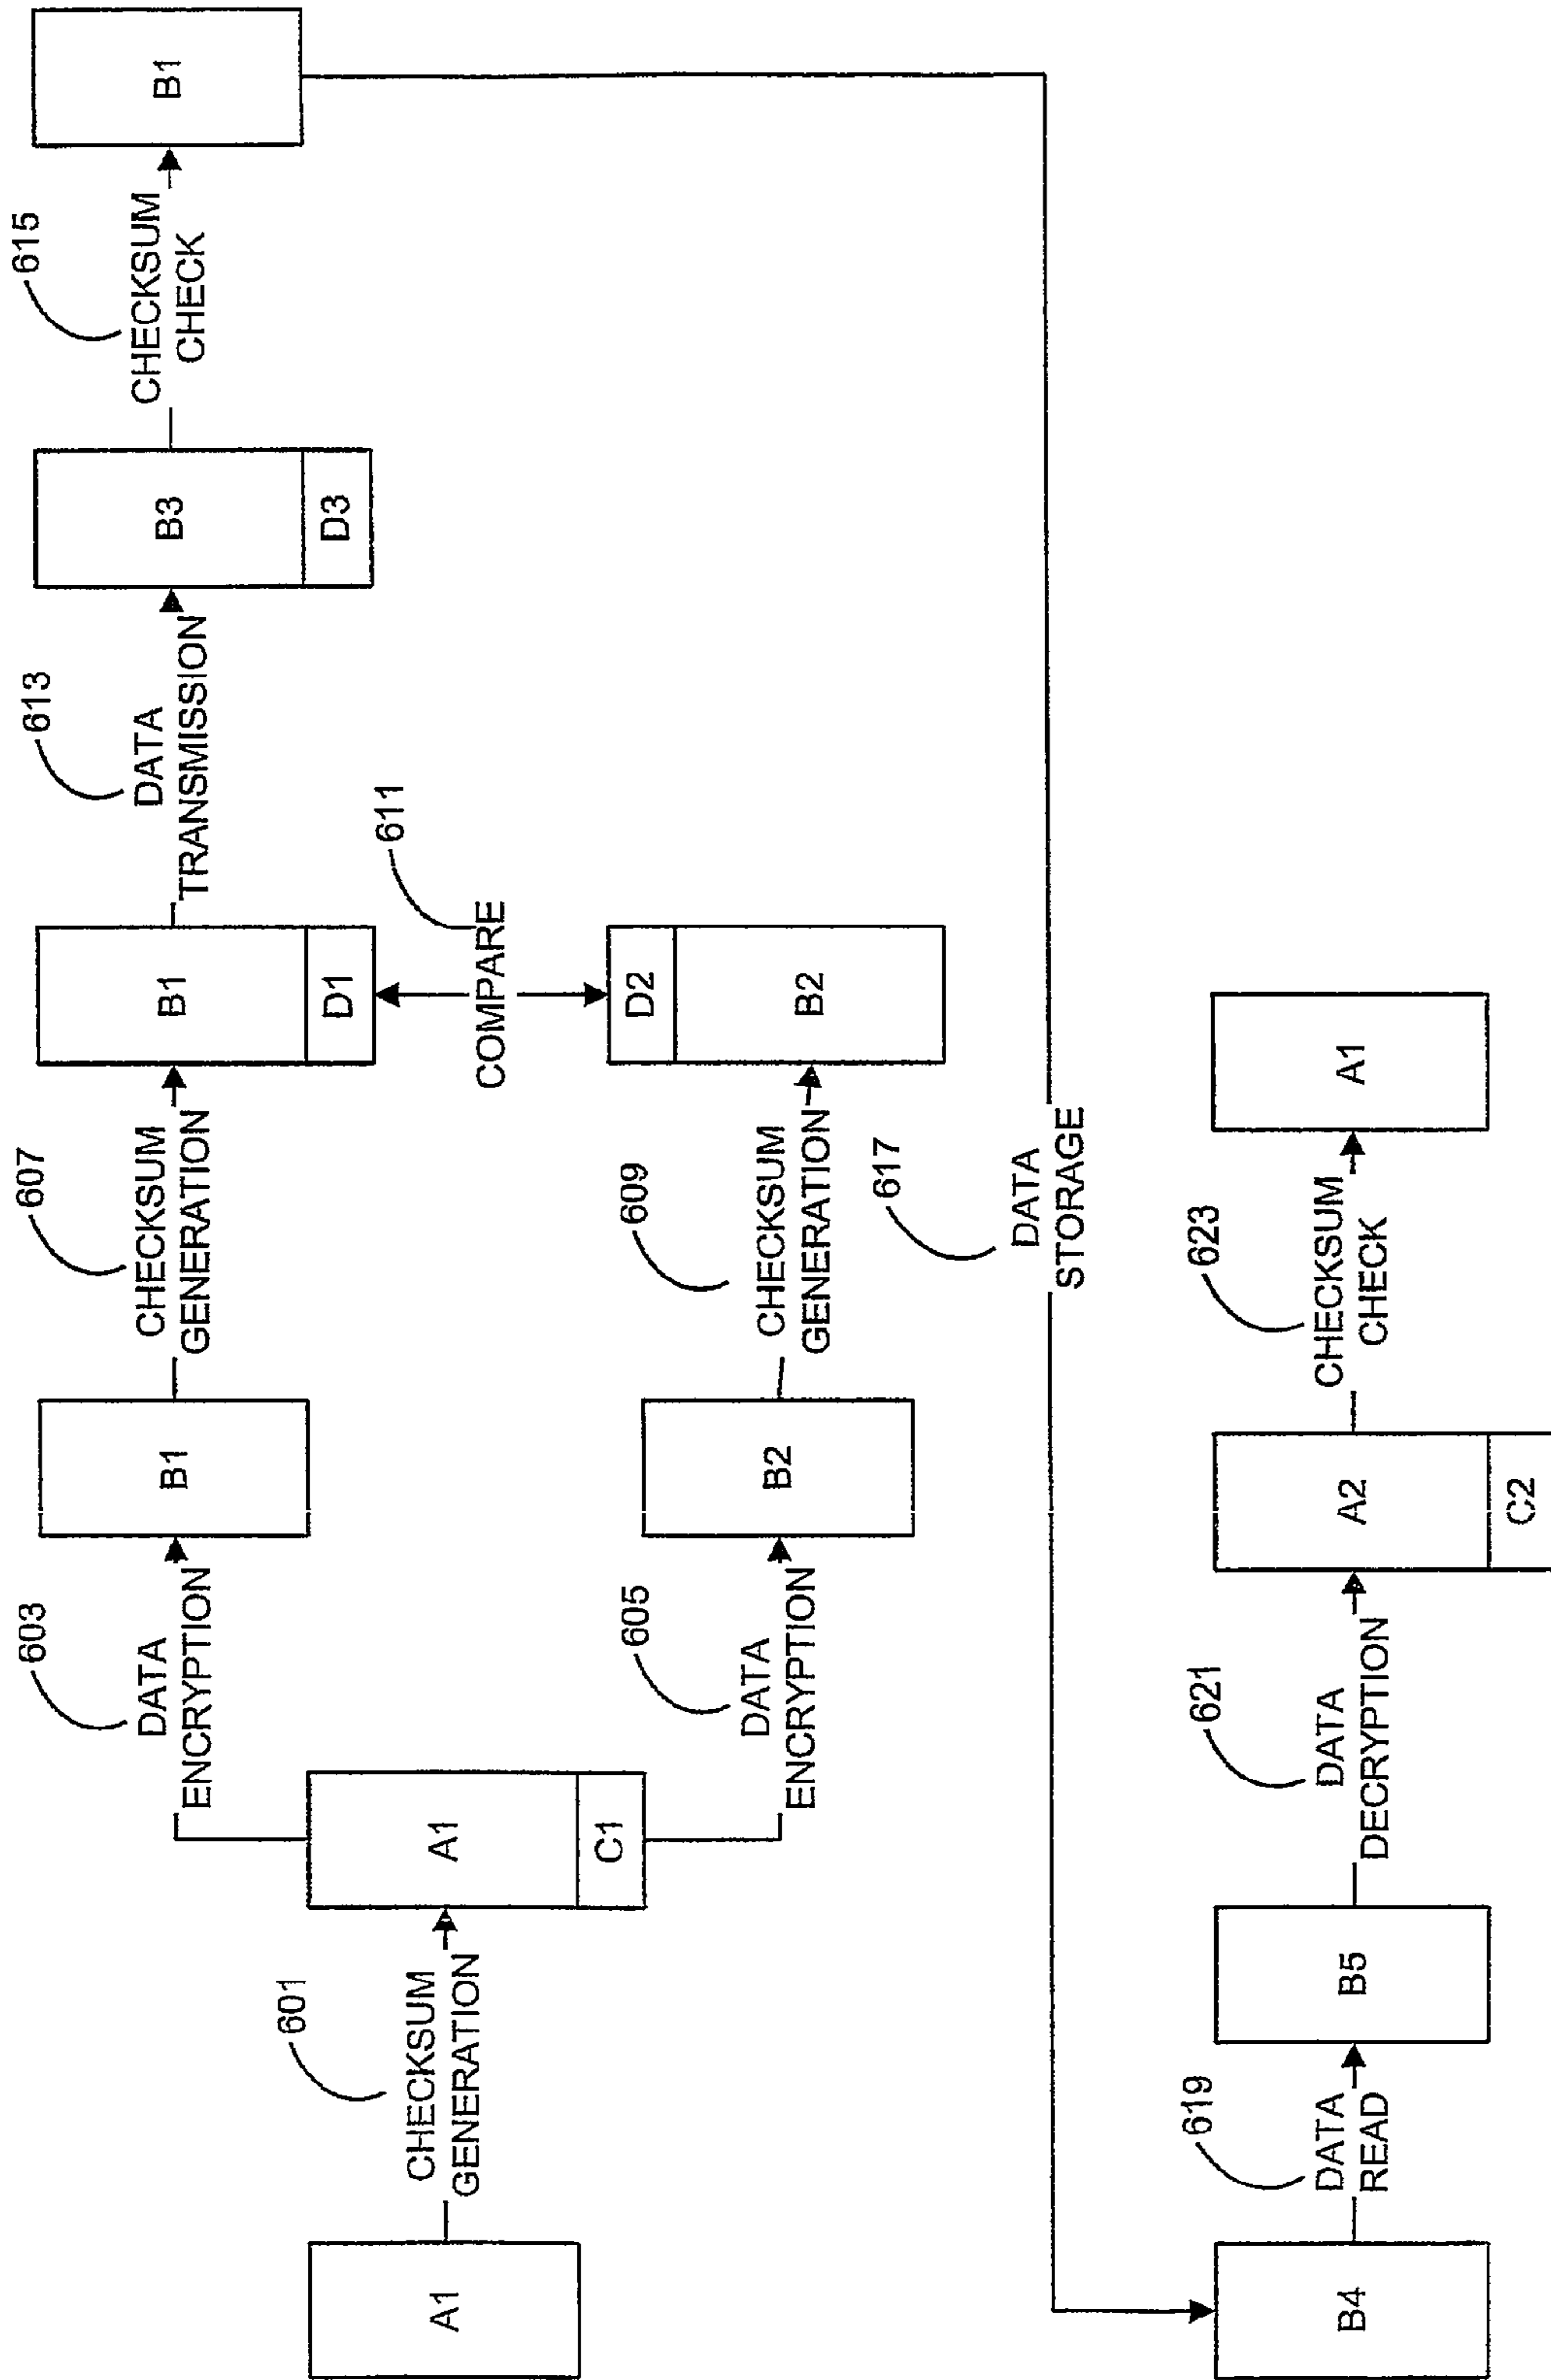 A1
601
CHECKSUM
GENERATION
A1
C1
603
DATA
ENCRYPTION
B1
607
CHECKSUM
GENERATION
B1
D1
613
DATA
TRANSMISSION
B3
D3
615
CHECKSUM
CHECK
B1
605
DATA
ENCRYPTION
B2
609
CHECKSUM
GENERATION
D2
B2
611
COMPARE
617
DATA
STORAGE
B4
619
DATA
READ
B5
621
DATA
DECRYPTION
A2
C2
623
CHECKSUM
CHECK
A1